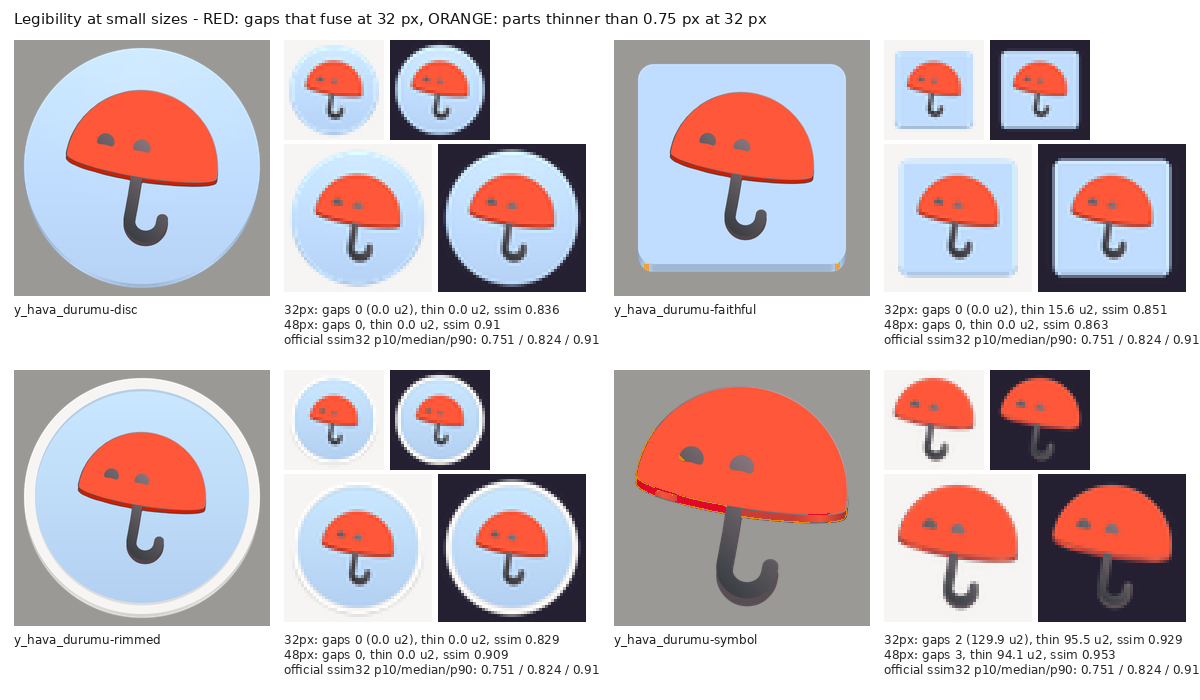 Legibility at small sizes - RED: gaps that fuse at 32 px, ORANGE: parts thinner than 0.75 px at 32 px
y_hava_durumu-disc
32px: gaps 0 (0.0 u2), thin 0.0 u2, ssim 0.836
48px: gaps 0, thin 0.0 u2, ssim 0.91
official ssim32 p10/median/p90: 0.751 / 0.824 / 0.91
y_hava_durumu-faithful
32px: gaps 0 (0.0 u2), thin 15.6 u2, ssim 0.851
48px: gaps 0, thin 0.0 u2, ssim 0.863
official ssim32 p10/median/p90: 0.751 / 0.824 / 0.91
y_hava_durumu-rimmed
32px: gaps 0 (0.0 u2), thin 0.0 u2, ssim 0.829
48px: gaps 0, thin 0.0 u2, ssim 0.909
official ssim32 p10/median/p90: 0.751 / 0.824 / 0.91
y_hava_durumu-symbol
32px: gaps 2 (129.9 u2), thin 95.5 u2, ssim 0.929
48px: gaps 3, thin 94.1 u2, ssim 0.953
official ssim32 p10/median/p90: 0.751 / 0.824 / 0.91